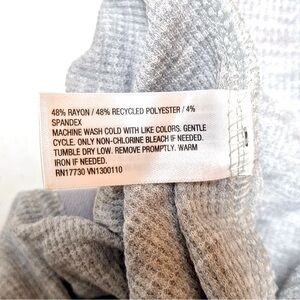 48% RAYON / 48% RECYCLED POLYESTER / 4%
SPANDEX
MACHINE WASH COLD WITH LIKE COLORS. GENTLE
CYCLE. ONLY NON-CHLORINE BLEACH IF NEEDED.
TUMBLE DRY LOW. REMOVE PROMPTLY. WARM
IRON IF NEEDED.
RN17730 VN1300110